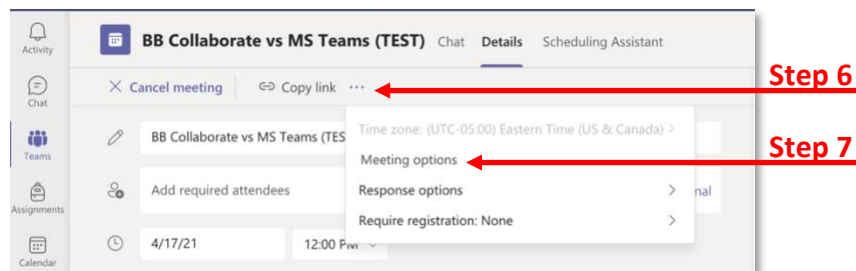 Activity
BB Collaborate vs MS Teams (TEST) Chat Details Scheduling Assistant
Chat
Cancel meeting Copy link ...
Step 6
Teams
BB Collaborate vs MS Teams (TES
Time zone: (UTC-05:00) Eastern Time (US & Canada)
Meeting options
Step 7
Assignments
Add required attendees
Response options
nal
Require registration: None
Calendar
4/17/21 12:00 PM